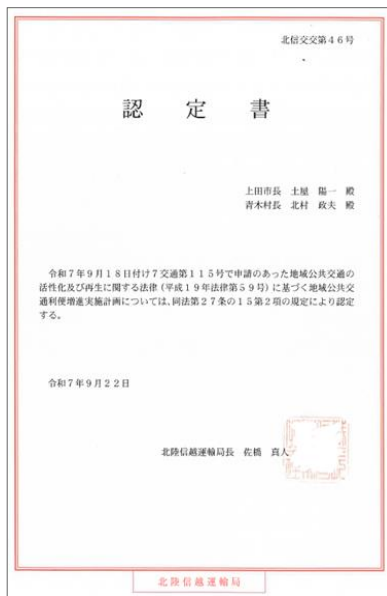 北信交交第46号
認定書
上田市長 土屋 陽一 殿
青木村長 北村 政夫 殿
令和7年9月18日付け7交通第115号で申請のあった地域公共交通の
活性化及び再生に関する法律(平成19年法律第59号)に基づく地域公共交
通利便増進実施計画については、同法第27条の15第2項の規定により認定
する。
令和7年9月22日
北陸信越運輸局長 佐橋 真人
北陸信越運輸局